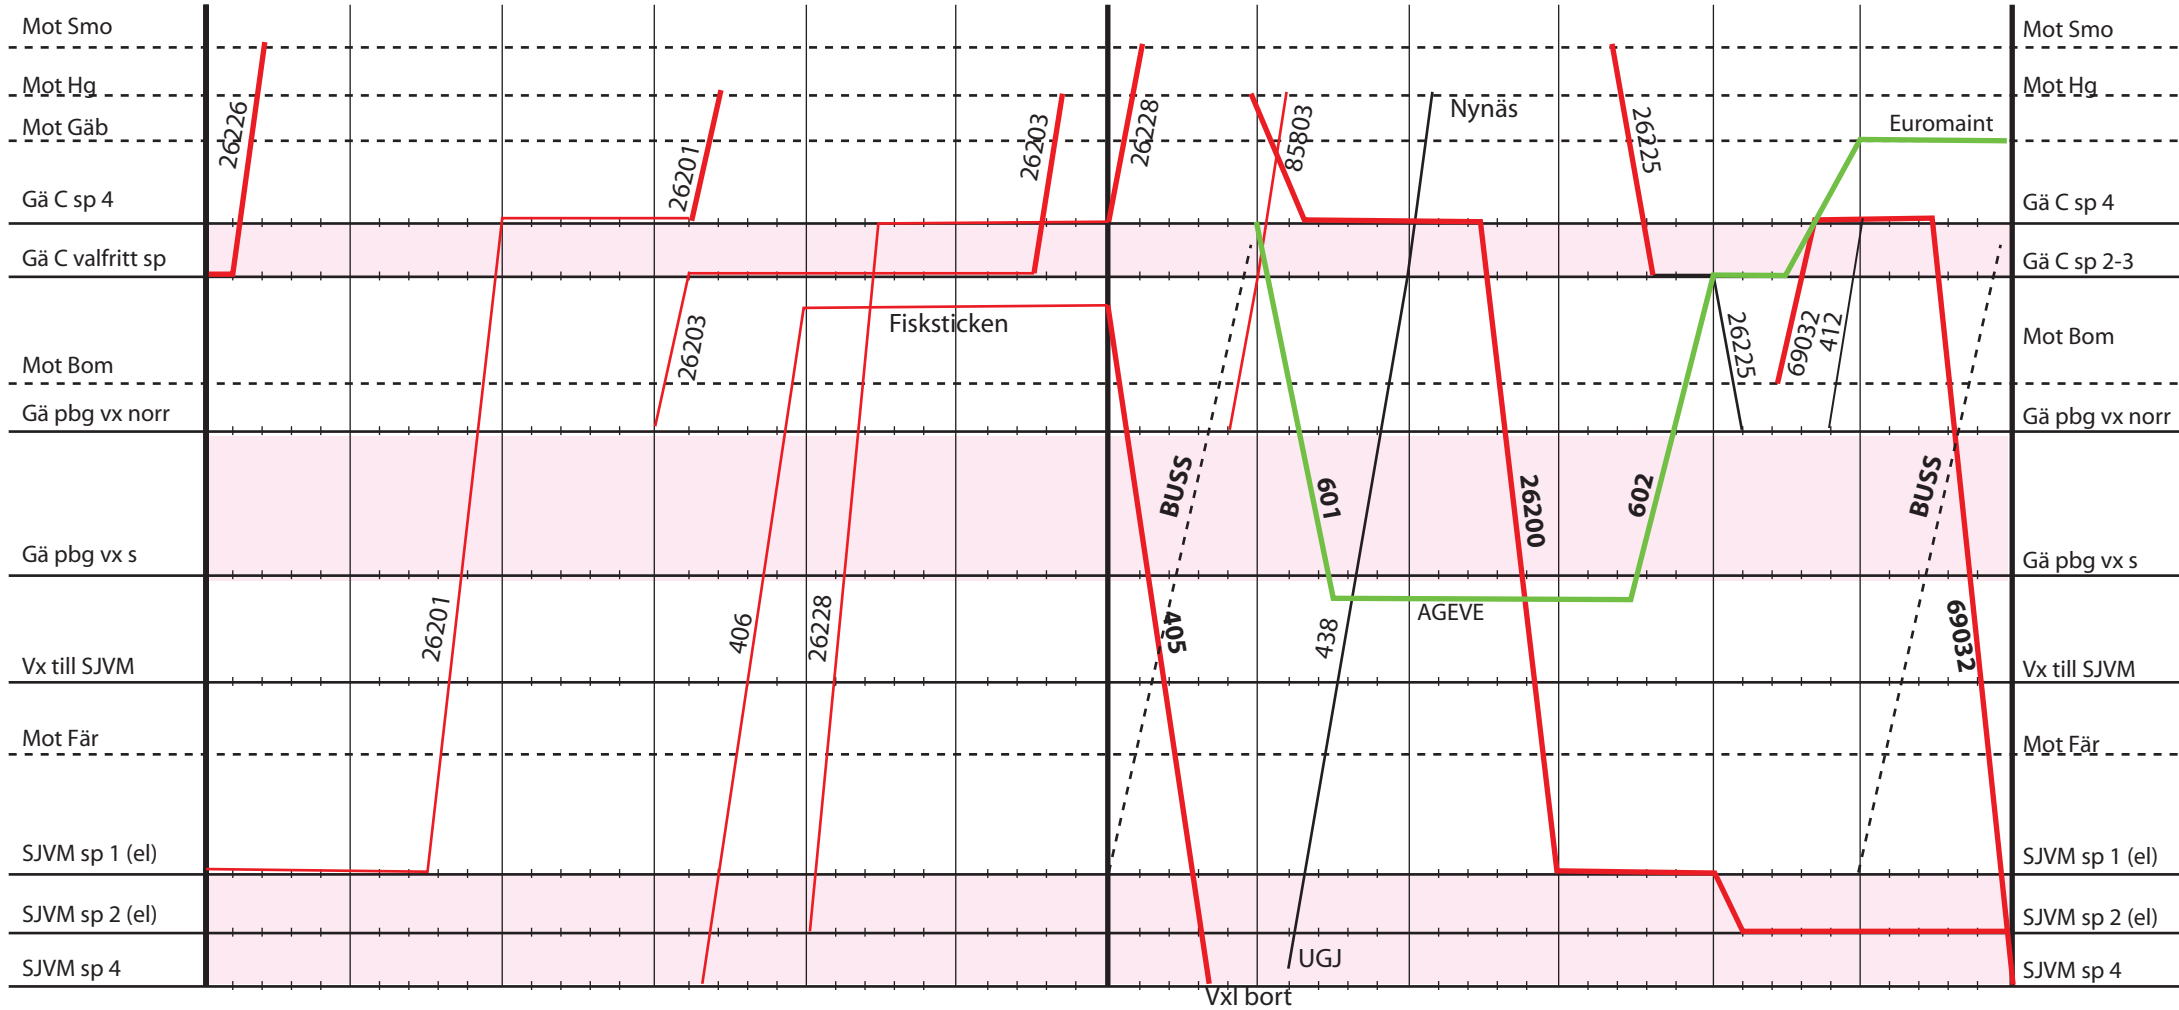 Mot Smo
Mot Hg
Mot Gäb
Gä C sp 4
Gä C valfritt sp
Mot Bom
Gä pbg vx norr
Gä pbg vx s
Vx till SJVM
Mot Fär
SJVM sp 1 (el)
SJVM sp 2 (el)
SJVM sp 4
26226
26201
26203
26228
85803
Nynäs
26225
Euromaint
26203
Fisksticken
26225
69032
412
BUSS
601
26200
602
BUSS
26201
406
26228
405
438
AGEVE
69032
UGJ
Vxl bort
Mot Smo
Mot Hg
Gä C sp 4
Gä C sp 2-3
Mot Bom
Gä pbg vx norr
Gä pbg vx s
Vx till SJVM
Mot Fär
SJVM sp 1 (el)
SJVM sp 2 (el)
SJVM sp 4